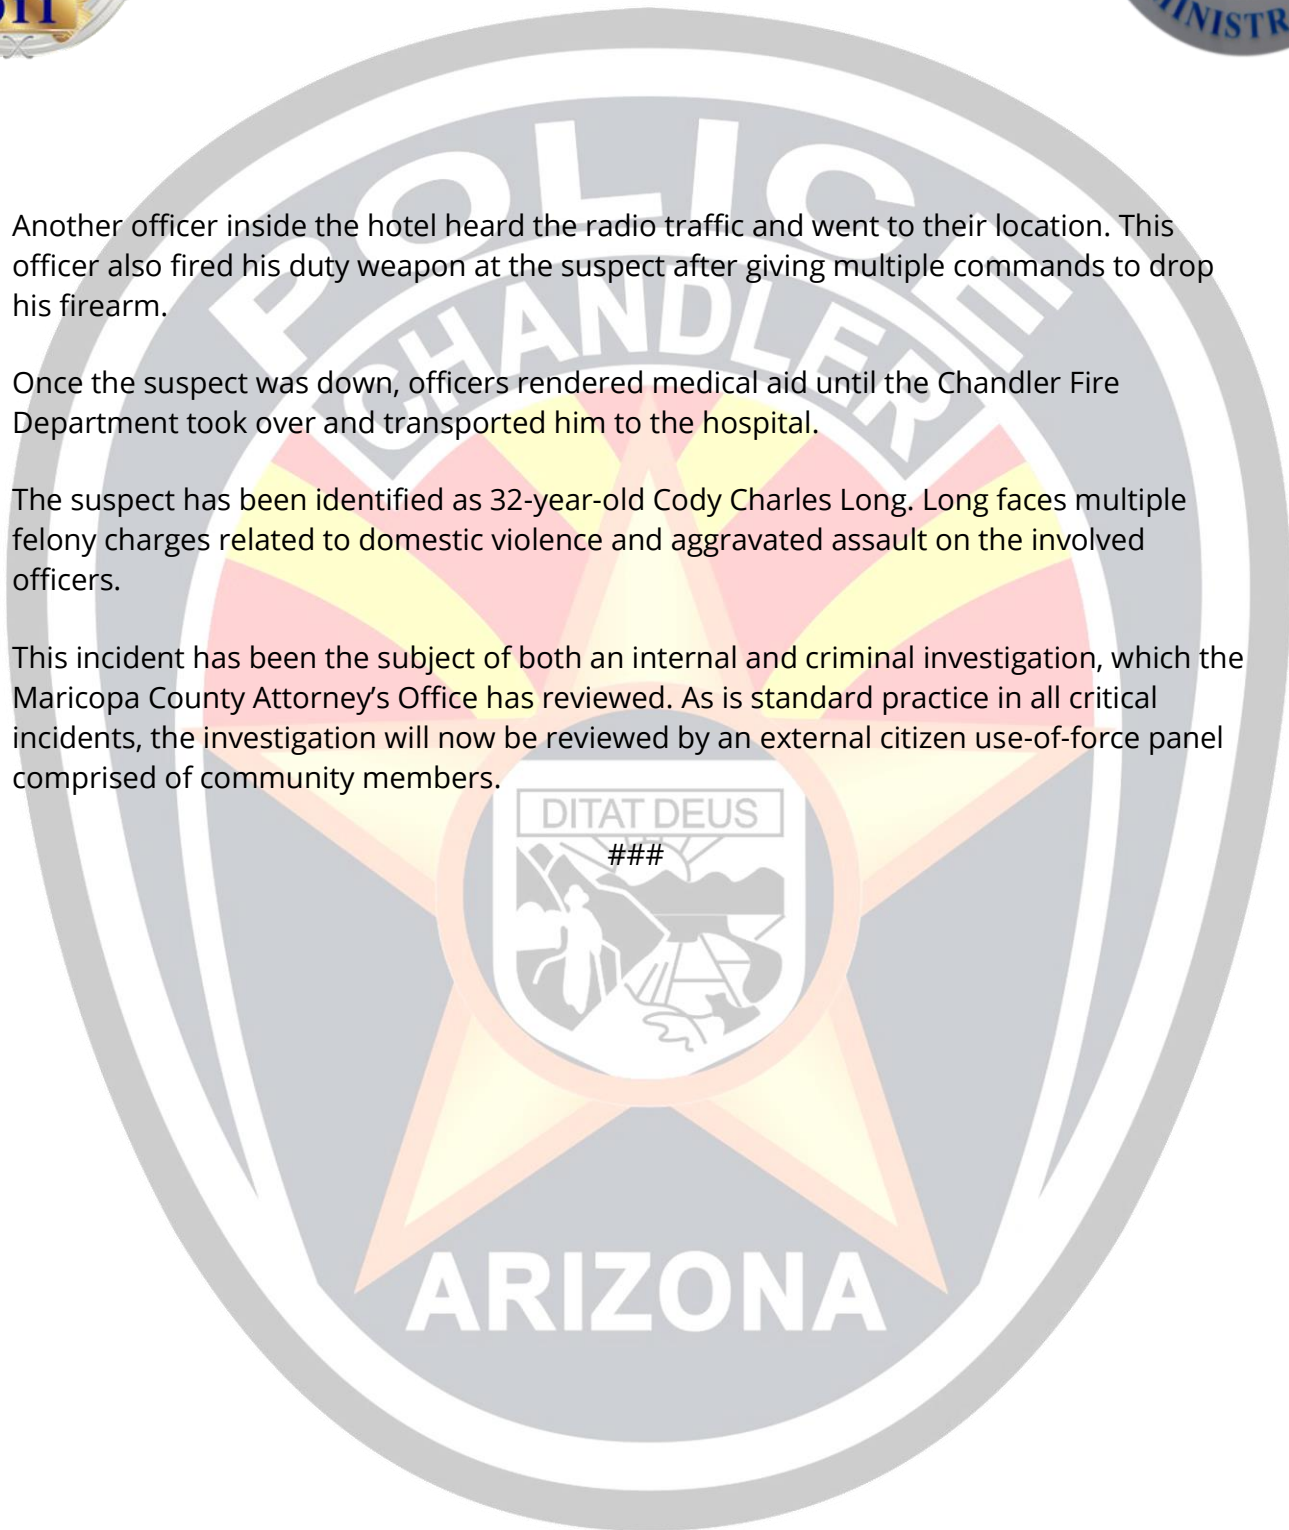 POLICE
CHANDLER
Another officer inside the hotel heard the radio traffic and went to their location. This
officer also fired his duty weapon at the suspect after giving multiple commands to drop
his firearm.
Once the suspect was down, officers rendered medical aid until the Chandler Fire
Department took over and transported him to the hospital.
The suspect has been identified as 32-year-old Cody Charles Long. Long faces multiple
felony charges related to domestic violence and aggravated assault on the involved
officers.
This incident has been the subject of both an internal and criminal investigation, which the
Maricopa County Attorney’s Office has reviewed. As is standard practice in all critical
incidents, the investigation will now be reviewed by an external citizen use-of-force panel
comprised of community members.
DITAT DEUS
###
ARIZONA